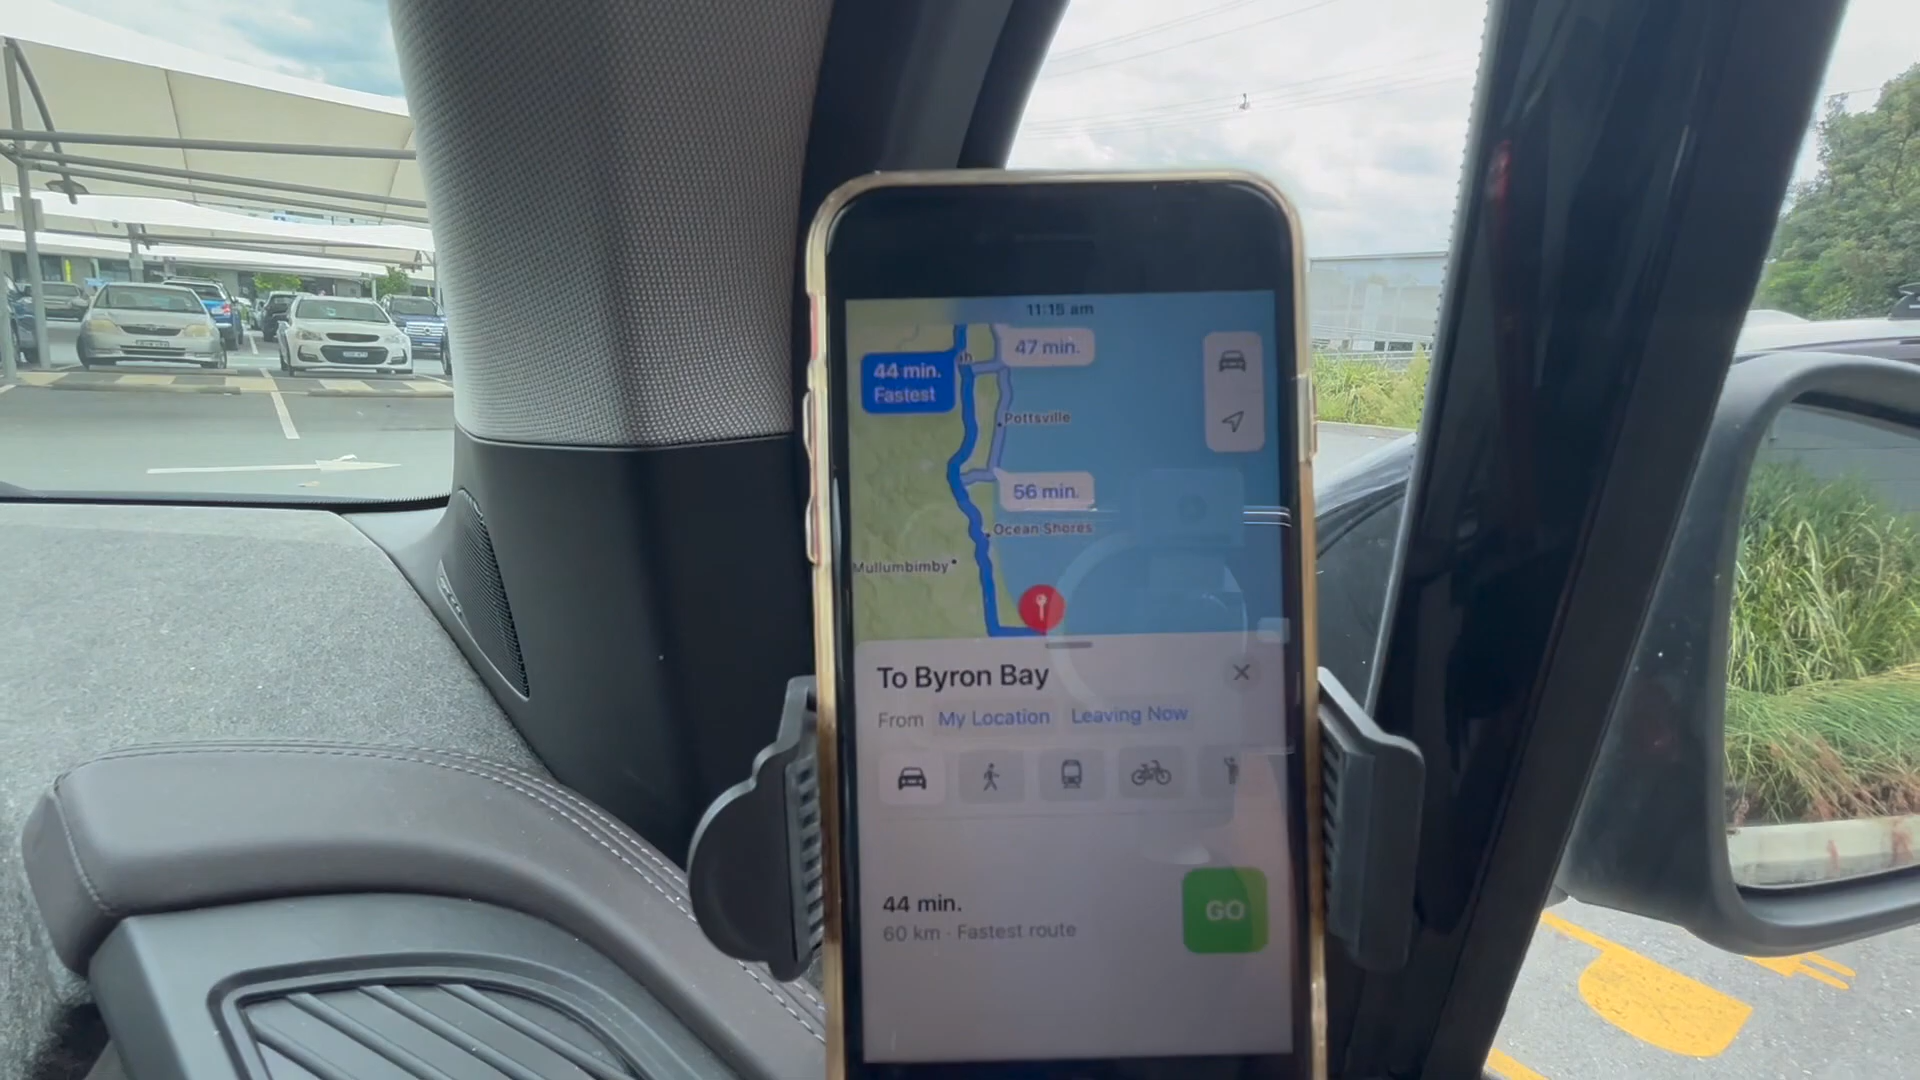 11:15 am
47 min.
44 min.
Fastest
ah
Pottsville
56 min.
Ocean Shores
Mullumbimby
To Byron Bay
From My Location Leaving Now
44 min.
60 km · Fastest route
GO